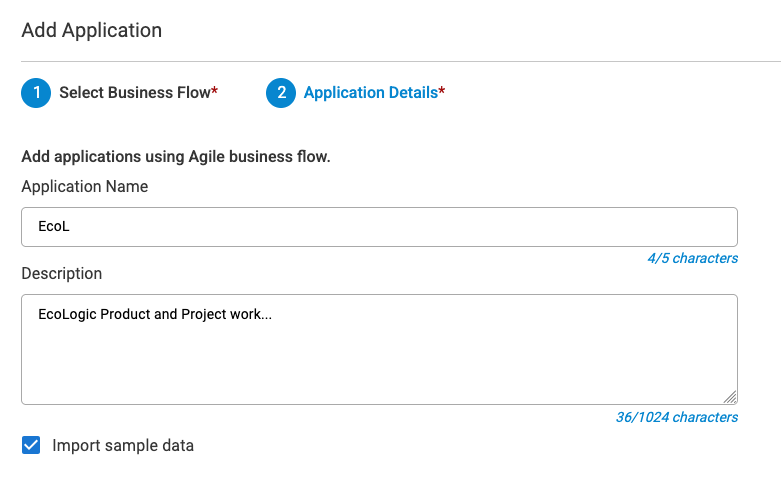 Add Application
1 Select Business Flow* 2 Application Details*
Add applications using Agile business flow.
Application Name
EcoL
4/5 characters
Description
EcoLogic Product and Project work...
36/1024 characters
Import sample data